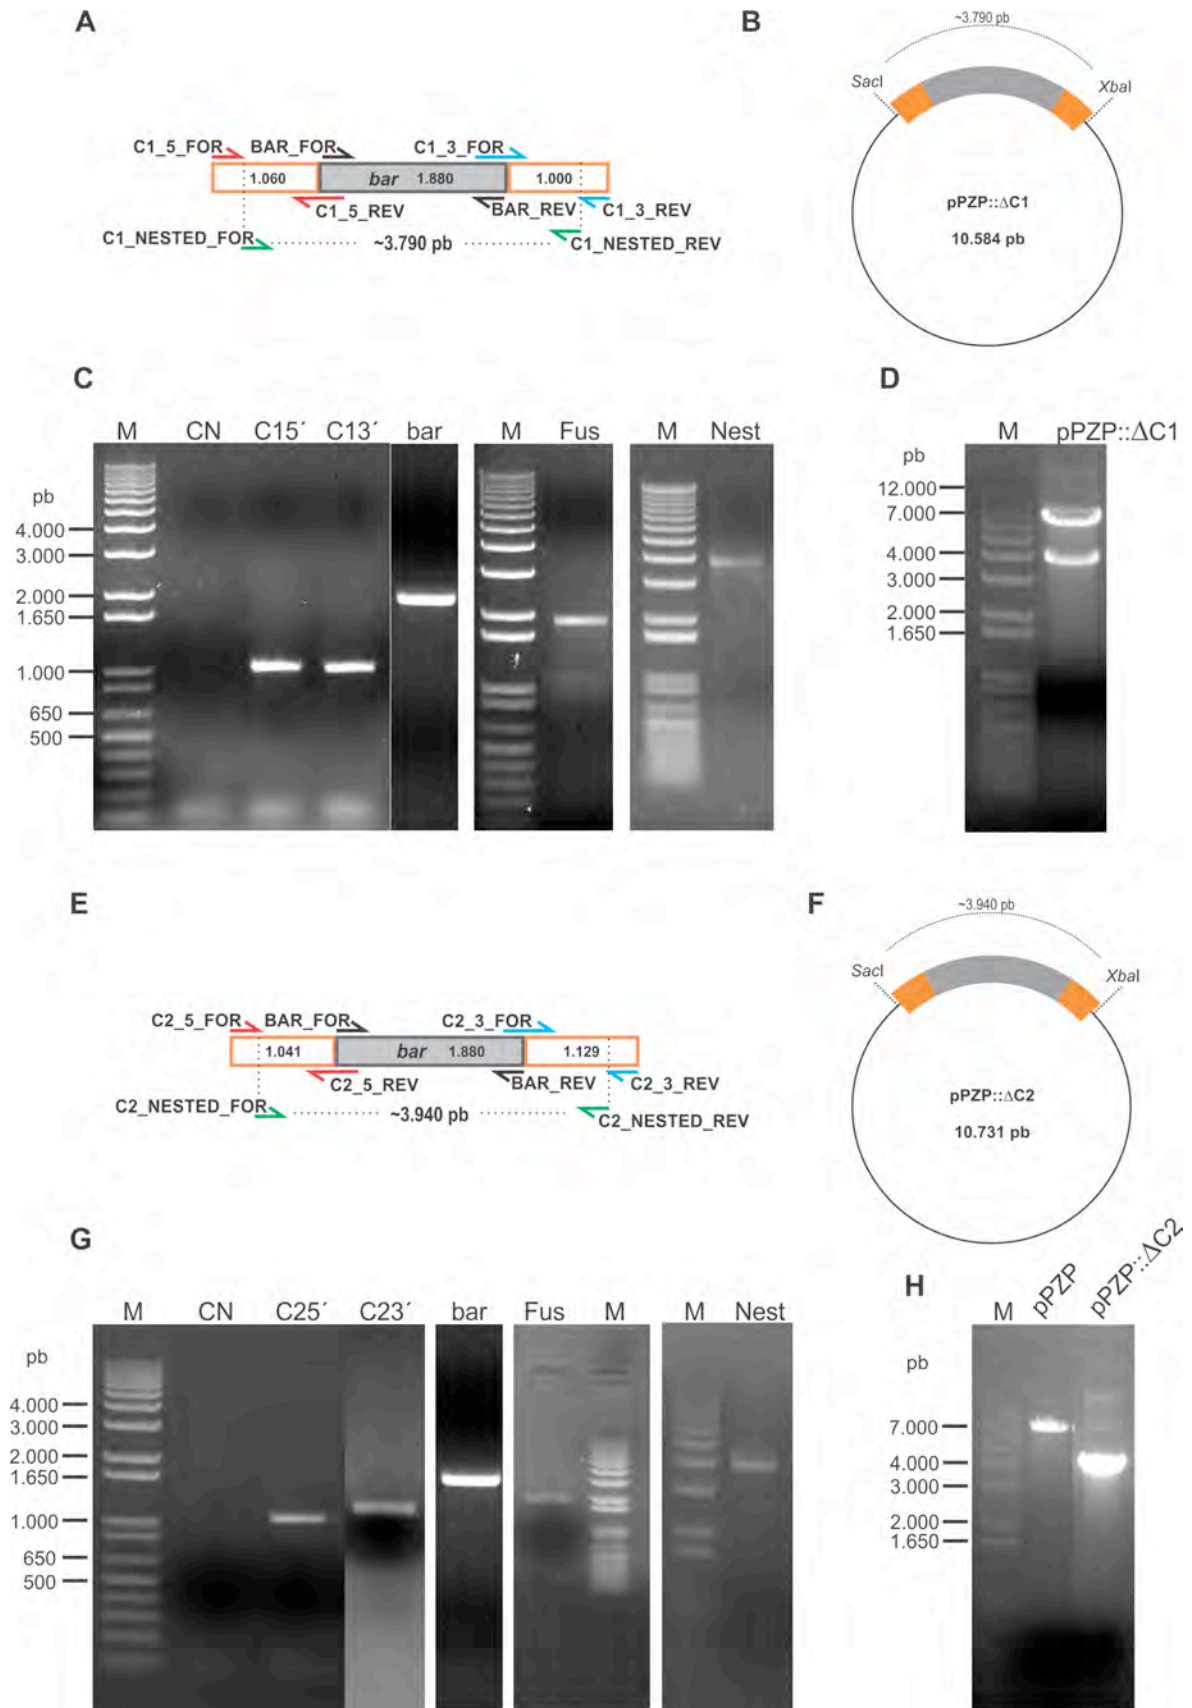 A
C1_5_FOR BAR_FOR C1_3_FOR
1.060 bar 1.880 1.000
C1_5_REV BAR_REV C1_3_REV
C1_NESTED_FOR ~3.790 pb C1_NESTED_REV
B
~3.790 pb
SacI XbaI
pPZP::ΔC1
10.584 pb
C
M CN C15´ C13´ bar M Fus M Nest
pb
4.000
3.000
2.000
1.650
1.000
650
500
D
M pPZP::ΔC1
pb
12.000
7.000
4.000
3.000
2.000
1.650
E
C2_5_FOR BAR_FOR C2_3_FOR
1.041 bar 1.880 1.129
C2_5_REV BAR_REV C2_3_REV
C2_NESTED_FOR ~3.940 pb C2_NESTED_REV
F
~3.940 pb
SacI XbaI
pPZP::ΔC2
10.731 pb
G
M CN C25´ C23´ bar Fus M M Nest
pb
4.000
3.000
2.000
1.650
1.000
650
500
H
M pPZP pPZP::ΔC2
pb
7.000
4.000
3.000
2.000
1.650